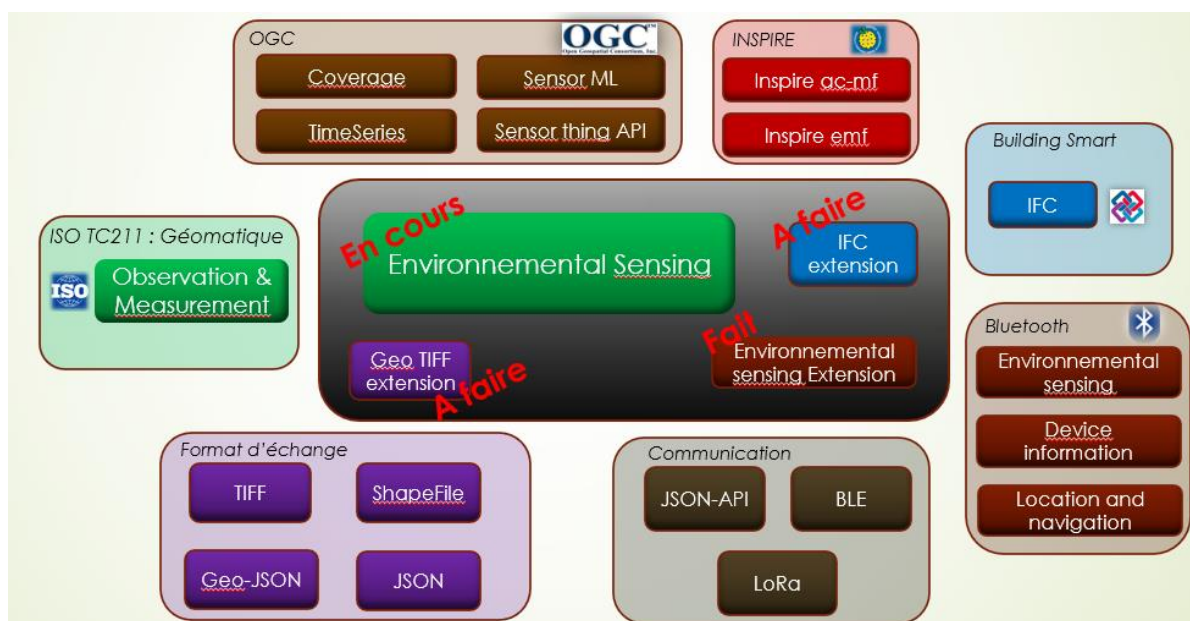 OGC
OGC
Open Geospatial Consortium, Inc.
Coverage
Sensor ML
TimeSeries
Sensor thing API
INSPIRE
Inspire ac-mf
Inspire emf
Building Smart
IFC
ISO TC211 : Géomatique
ISO
Observation &
Measurement
En cours
Environnemental Sensing
A faire
IFC
extension
Geo TIFF
extension
A faire
Fait
Environnemental
sensing Extension
Bluetooth
Environnemental
sensing
Device
information
Location and
navigation
Format d'échange
TIFF
ShapeFile
Geo-JSON
JSON
Communication
JSON-API
BLE
LoRa